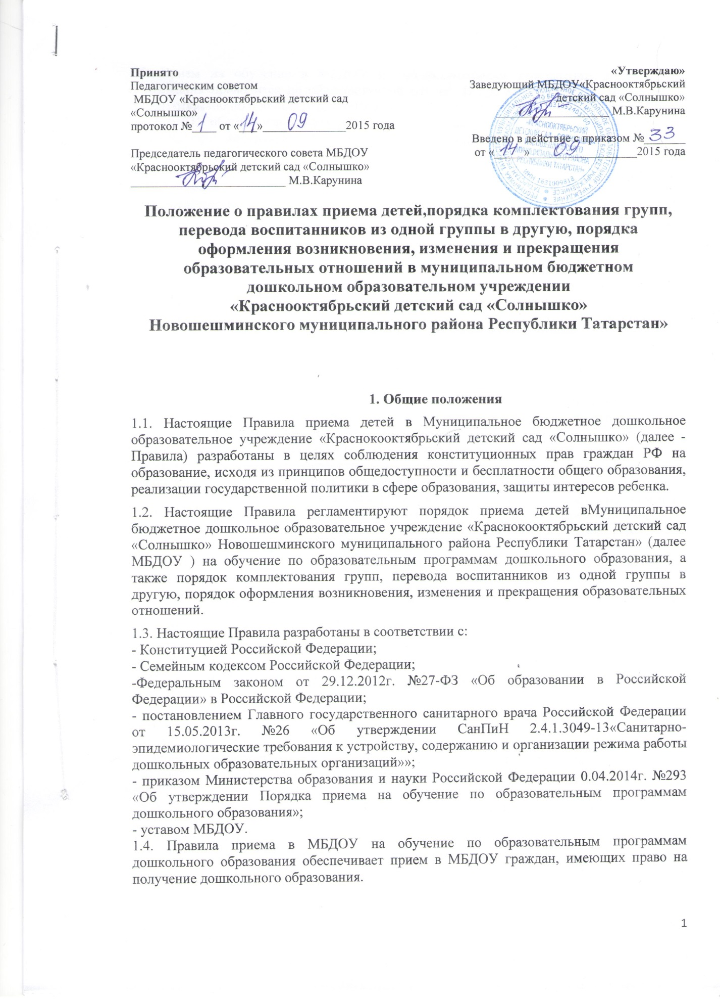 Принято
Педагогическим советом
МБДОУ «Краснооктябрьский детский сад
«Солнышко»
протокол № 1 от «14» 09 2015 года
Председатель педагогического совета МБДОУ
«Краснооктябрьский детский сад «Солнышко»
М.В.Карунина
«Утверждаю»
Заведующий МБДОУ«Краснооктябрьский
детский сад «Солнышко»
М.В.Карунина
Введено в действие с приказом № 33
от « 14 » 09 2015 года
«КРАСНООКТЯБРЬСКИЙ
ДЕТСКИЙ САД
МУНИЦИПАЛЬНОГО РАЙОНА
РЕСПУБЛИКИ ТАТАРСТАН»
ИНН 1631009818
Положение о правилах приема детей,порядка комплектования групп,
перевода воспитанников из одной группы в другую, порядка
оформления возникновения, изменения и прекращения
образовательных отношений в муниципальном бюджетном
дошкольном образовательном учреждении
«Краснооктябрьский детский сад «Солнышко»
Новошешминского муниципального района Республики Татарстан»
1. Общие положения
1.1. Настоящие Правила приема детей в Муниципальное бюджетное дошкольное
образовательное учреждение «Краснокооктябрьский детский сад «Солнышко» (далее -
Правила) разработаны в целях соблюдения конституционных прав граждан РФ на
образование, исходя из принципов общедоступности и бесплатности общего образования,
реализации государственной политики в сфере образования, защиты интересов ребенка.
1.2. Настоящие Правила регламентируют порядок приема детей вМуниципальное
бюджетное дошкольное образовательное учреждение «Краснокооктябрьский детский сад
«Солнышко» Новошешминского муниципального района Республики Татарстан» (далее
МБДОУ ) на обучение по образовательным программам дошкольного образования, а
также порядок комплектования групп, перевода воспитанников из одной группы в
другую, порядок оформления возникновения, изменения и прекращения образовательных
отношений.
1.3. Настоящие Правила разработаны в соответствии с:
- Конституцией Российской Федерации;
- Семейным кодексом Российской Федерации;
-Федеральным законом от 29.12.2012г. №27-ФЗ «Об образовании в Российской
Федерации» в Российской Федерации;
- постановлением Главного государственного санитарного врача Российской Федерации
от 15.05.2013г. №26 «Об утверждении СанПиН 2.4.1.3049-13«Санитарно-
эпидемиологические требования к устройству, содержанию и организации режима работы
дошкольных образовательных организаций»»;
- приказом Министерства образования и науки Российской Федерации 0.04.2014г. №293
«Об утверждении Порядка приема на обучение по образовательным программам
дошкольного образования»;
- уставом МБДОУ.
1.4. Правила приема в МБДОУ на обучение по образовательным программам
дошкольного образования обеспечивает прием в МБДОУ граждан, имеющих право на
получение дошкольного образования.
1